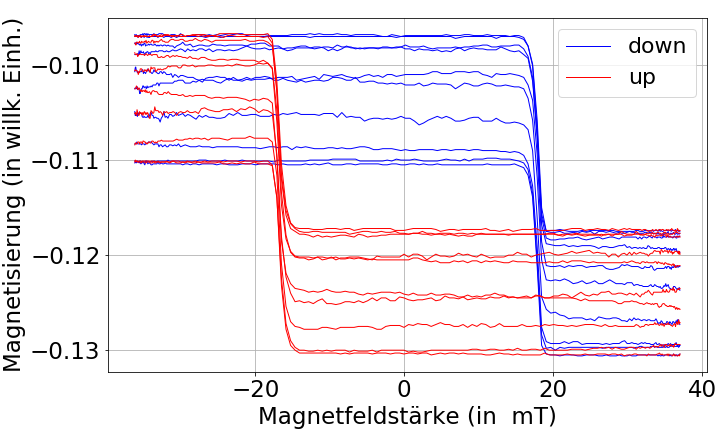 Magnetisierung (in willk. Einh.)
−0.10
−0.11
−0.12
−0.13
down
up
−20
0
20
40
Magnetfeldstärke (in  mT)